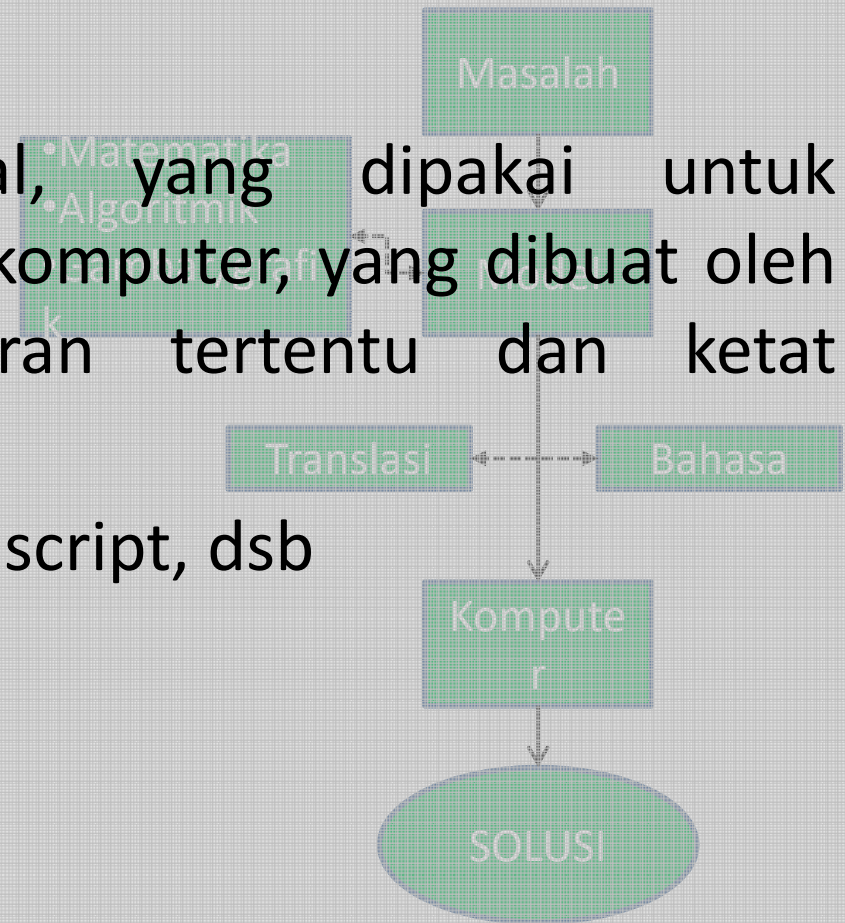 Masalah
•Matematika
•Algoritmik
k
Model
al, yang dipakai untuk
komputer, yang dibuat oleh
ran tertentu dan ketat
Translasi
Bahasa
script, dsb
Kompute
r
SOLUSI